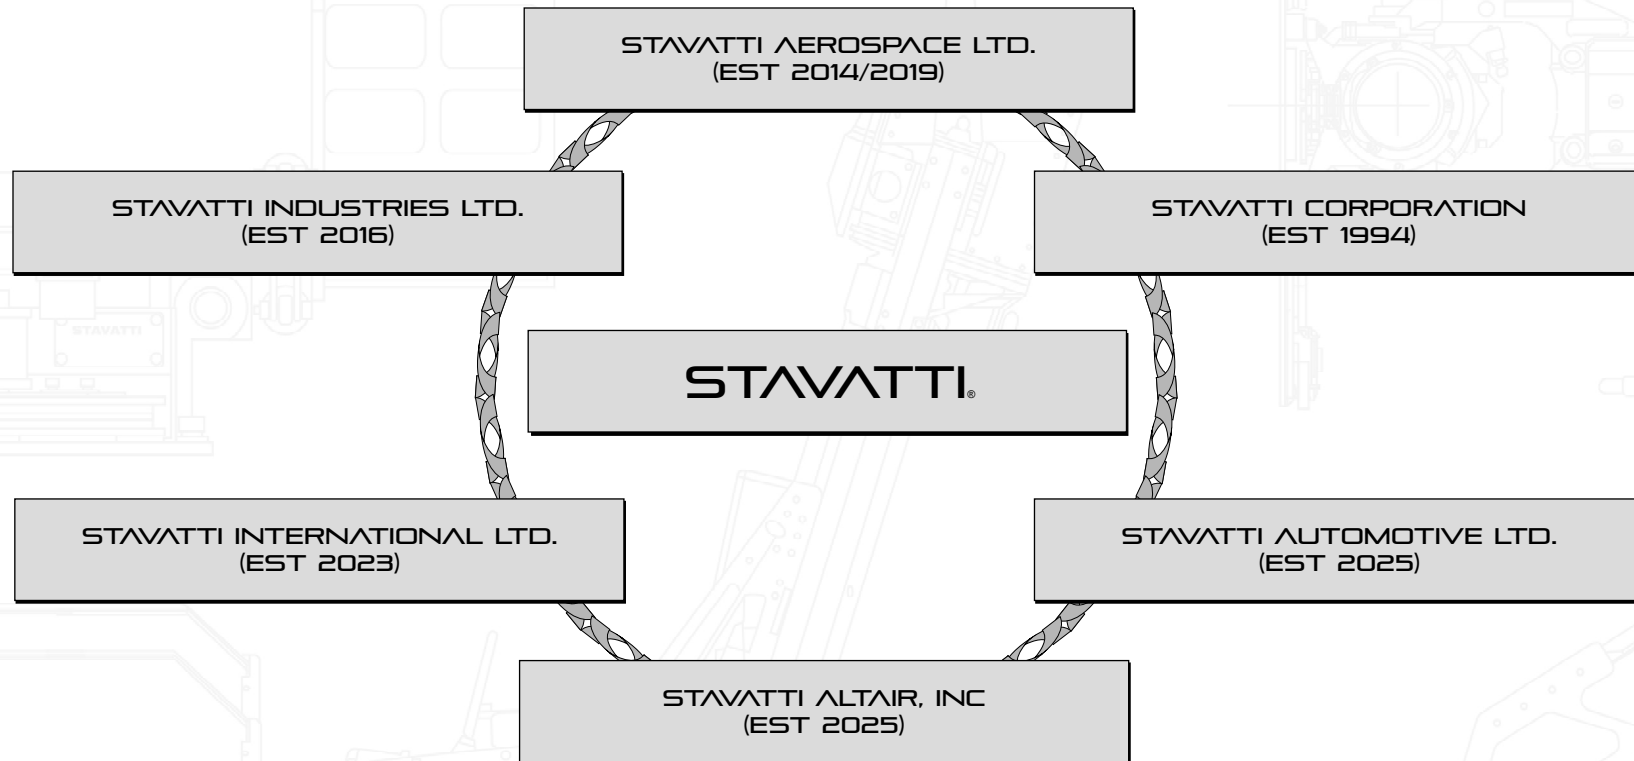 STAVATTI AEROSPACE LTD.
(EST 2014/2019)
STAVATTI INDUSTRIES LTD.
(EST 2016)
STAVATTI CORPORATION
(EST 1994)
STAVATTI
STAVATTI®
STAVATTI INTERNATIONAL LTD.
(EST 2023)
STAVATTI AUTOMOTIVE LTD.
(EST 2025)
STAVATTI ALTAIR, INC
(EST 2025)